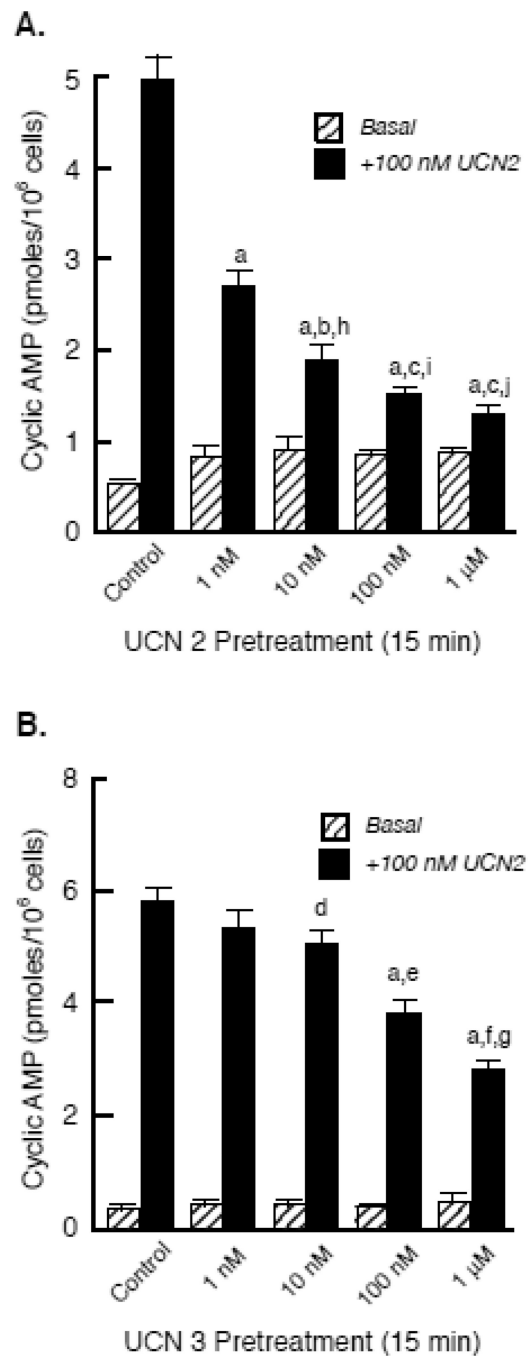 A.
Cyclic AMP (pmoles/10⁶ cells)
5
4
3
2
1
0
Basal
+100 nM UCN2
a
a,b,h
a,c,i
a,c,j
Control
1 nM
10 nM
100 nM
1 µM
UCN 2 Pretreatment (15 min)
B.
Cyclic AMP (pmoles/10⁶ cells)
8
6
4
2
0
Basal
+100 nM UCN2
d
a,e
a,f,g
Control
1 nM
10 nM
100 nM
1 µM
UCN 3 Pretreatment (15 min)